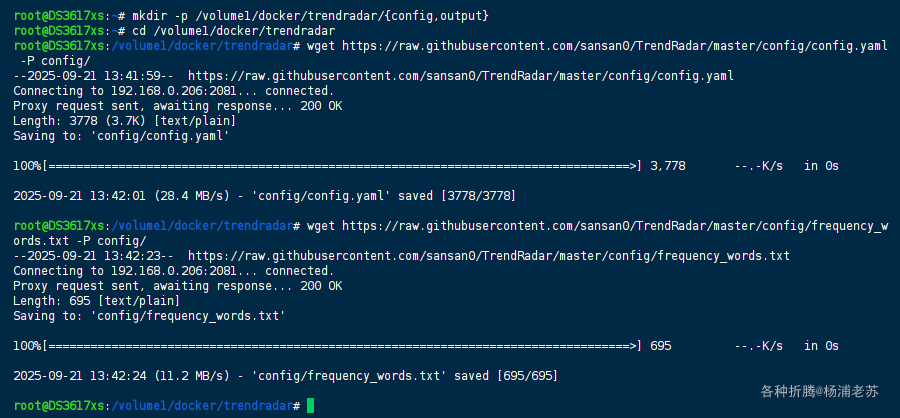 root@DS3617xs:~# mkdir -p /volume1/docker/trendradar/{config,output}
root@DS3617xs:~# cd /volume1/docker/trendradar
root@DS3617xs:/volume1/docker/trendradar# wget https://raw.githubusercontent.com/sansan0/TrendRadar/master/config/config.yaml
 -P config/
--2025-09-21 13:41:59--  https://raw.githubusercontent.com/sansan0/TrendRadar/master/config/config.yaml
Connecting to 192.168.0.206:2081... connected.
Proxy request sent, awaiting response... 200 OK
Length: 3778 (3.7K) [text/plain]
Saving to: 'config/config.yaml'
100%[===================================================================================>] 3,778       --.-K/s   in 0s
2025-09-21 13:42:01 (28.4 MB/s) - 'config/config.yaml' saved [3778/3778]
root@DS3617xs:/volume1/docker/trendradar# wget https://raw.githubusercontent.com/sansan0/TrendRadar/master/config/frequency_w
ords.txt -P config/
--2025-09-21 13:42:23--  https://raw.githubusercontent.com/sansan0/TrendRadar/master/config/frequency_words.txt
Connecting to 192.168.0.206:2081... connected.
Proxy request sent, awaiting response... 200 OK
Length: 695 [text/plain]
Saving to: 'config/frequency_words.txt'
100%[===================================================================================>] 695         --.-K/s   in 0s
2025-09-21 13:42:24 (11.2 MB/s) - 'config/frequency_words.txt' saved [695/695]
root@DS3617xs:/volume1/docker/trendradar#
各种折腾@杨浦老苏